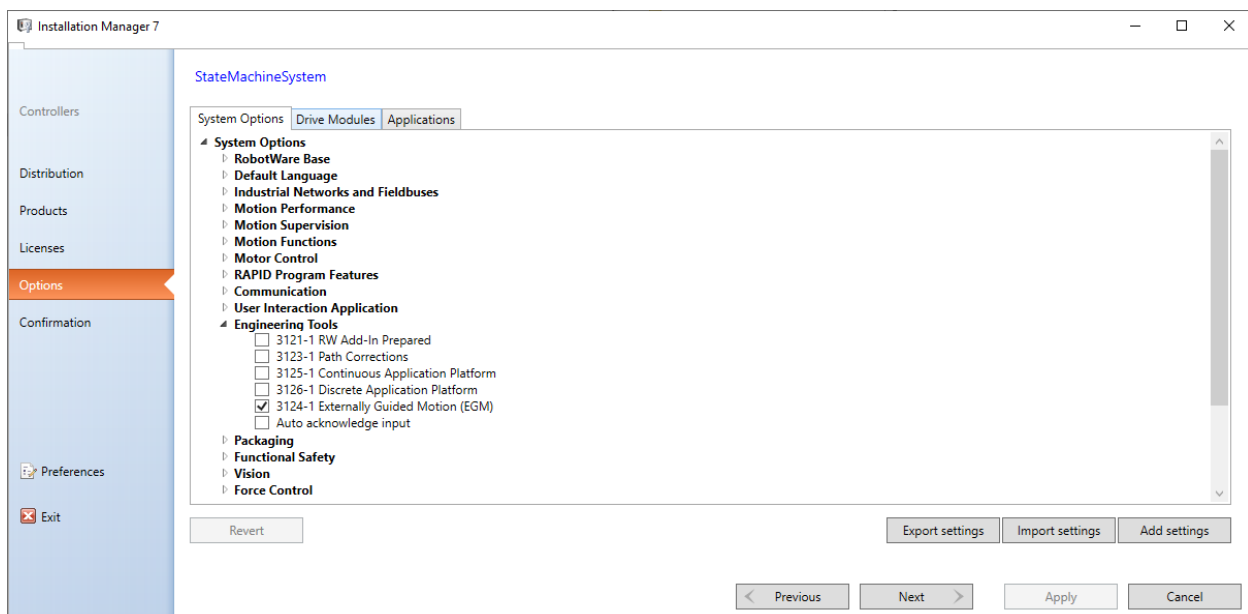 Installation Manager 7
StateMachineSystem
Controllers
Distribution
Products
Licenses
Options
Confirmation
Preferences
Exit
System Options Drive Modules Applications
System Options
RobotWare Base
Default Language
Industrial Networks and Fieldbuses
Motion Performance
Motion Supervision
Motion Functions
Motor Control
RAPID Program Features
Communication
User Interaction Application
Engineering Tools
3121-1 RW Add-In Prepared
3123-1 Path Corrections
3125-1 Continuous Application Platform
3126-1 Discrete Application Platform
3124-1 Externally Guided Motion (EGM)
Auto acknowledge input
Packaging
Functional Safety
Vision
Force Control
Revert Export settings Import settings Add settings
Previous Next Apply Cancel